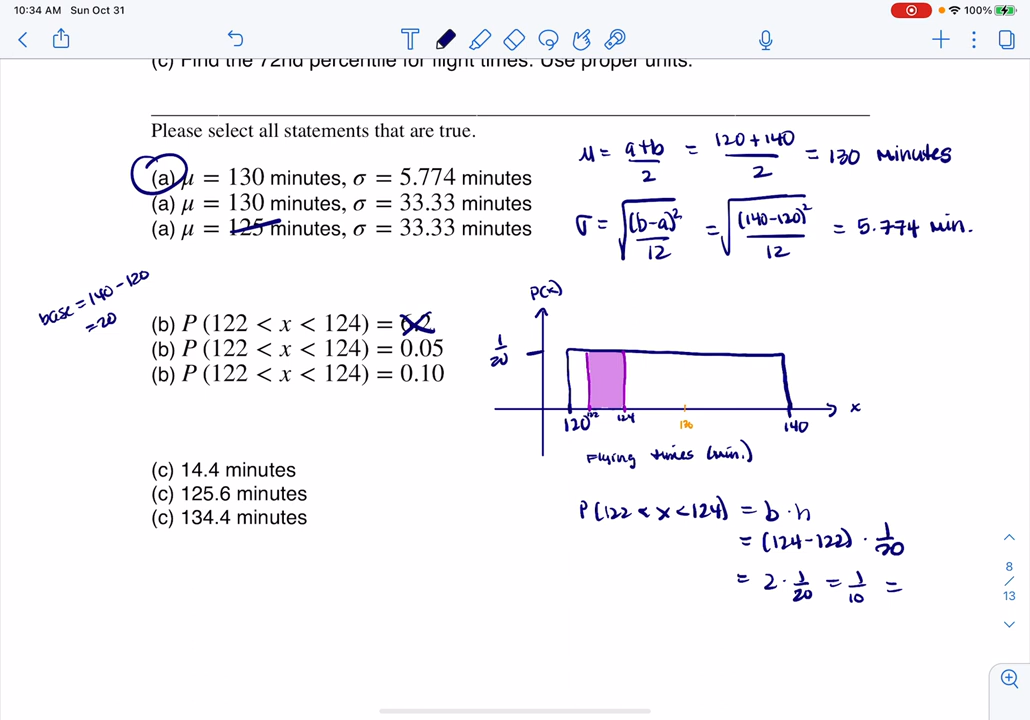 10:34 AM Sun Oct 31
100%
(c) Find the 72nd percentile for flight times. Use proper units.
Please select all statements that are true.
(a) μ = 130 minutes, σ = 5.774 minutes
(a) μ = 130 minutes, σ = 33.33 minutes
(a) μ = 125 minutes, σ = 33.33 minutes
μ = a+b/2 = 120+140/2 = 130 minutes
σ = √(b-a)²/12 = √(140-120)²/12 = 5.774 min.
base = 140-120
= 20
(b) P (122 < x < 124) = 0.2
(b) P (122 < x < 124) = 0.05
(b) P (122 < x < 124) = 0.10
P(x)
1/20
x
120 122 124 130 140
Flying times (min.)
(c) 14.4 minutes
(c) 125.6 minutes
(c) 134.4 minutes
P(122 < x < 124) = b·h
= (124-122) · 1/20
= 2 · 1/20 = 1/10 =
8
/
13